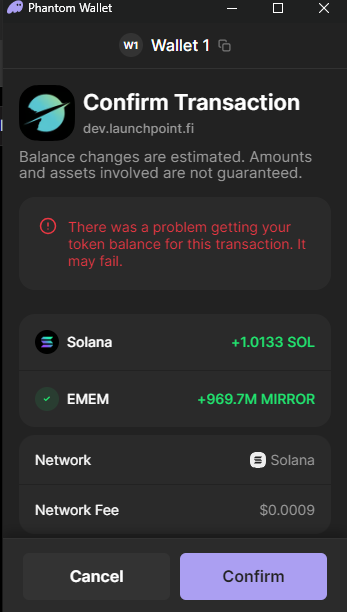 Phantom Wallet
W1 Wallet 1
Confirm Transaction
dev.launchpoint.fi
Balance changes are estimated. Amounts
and assets involved are not guaranteed.
There was a problem getting your
token balance for this transaction. It
may fail.
Solana +1.0133 SOL
EMEM +969.7M MIRROR
Network Solana
Network Fee $0.0009
Cancel Confirm